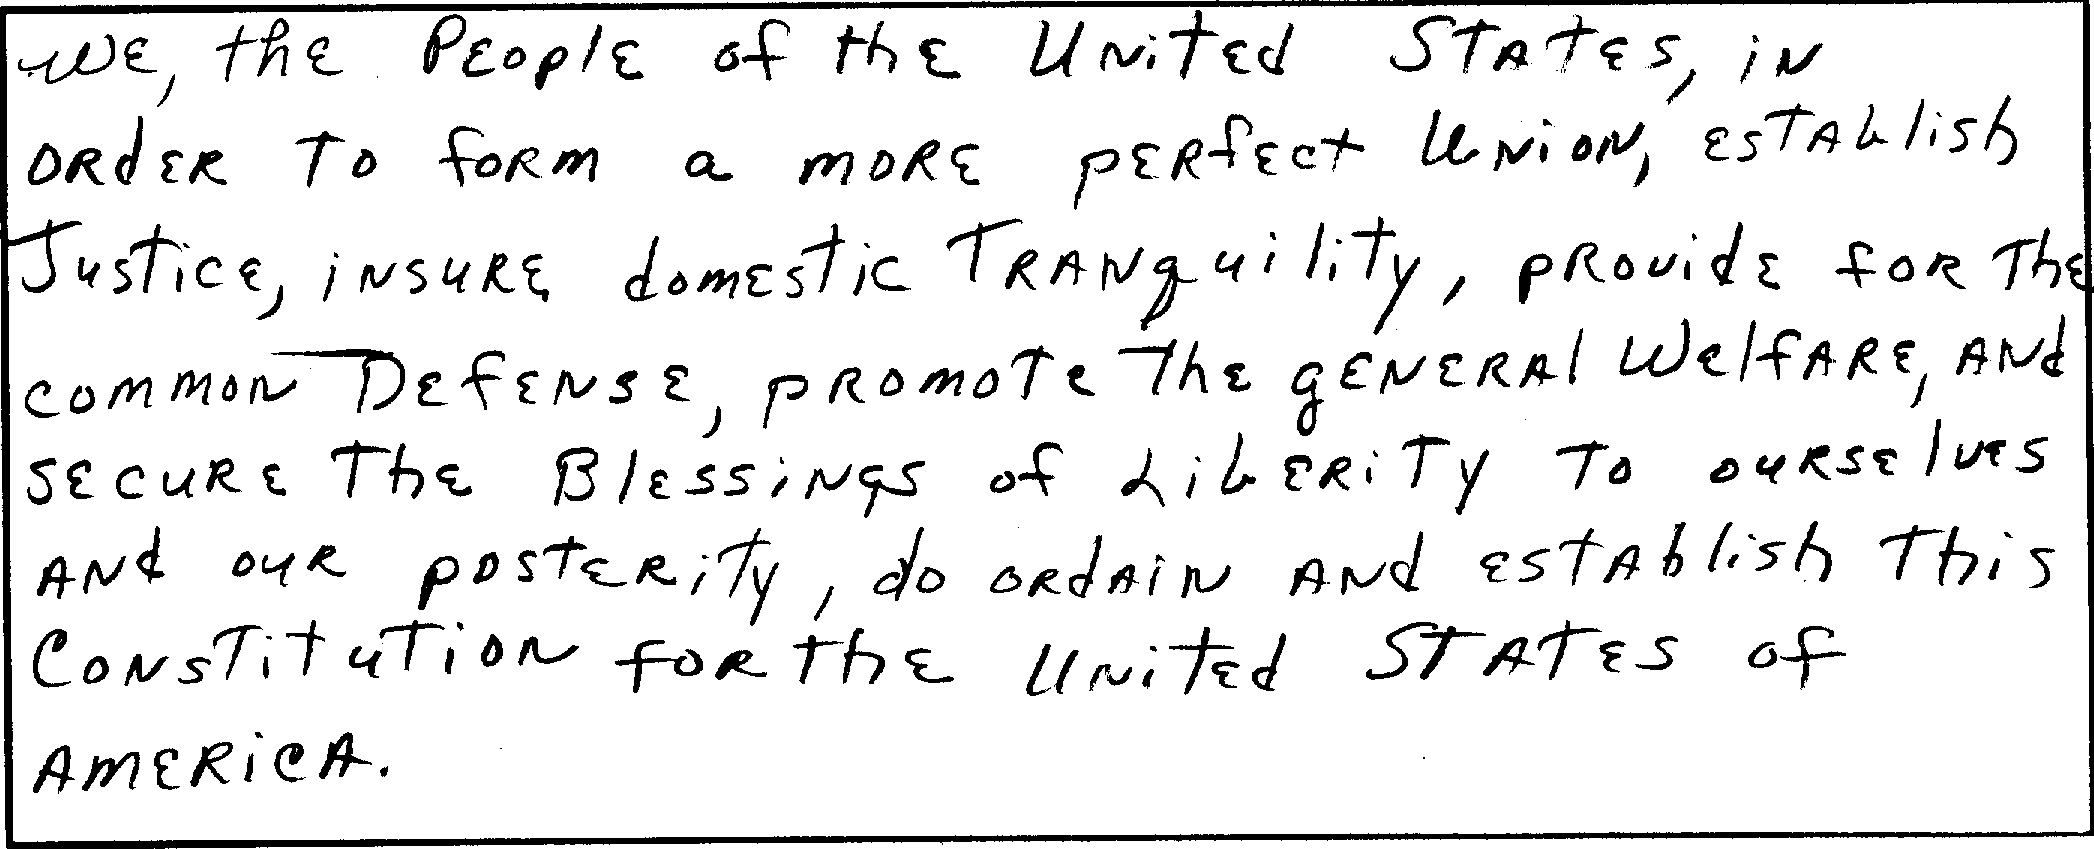 We, the People of the United States, in
order to form a more perfect Union, establish
Justice, insure domestic Tranquility, provide for the
common Defense, promote the general Welfare, and
secure the Blessings of Liberity to ourselves
and our posterity, do ordain and establish this
Constitution for the United States of
America.